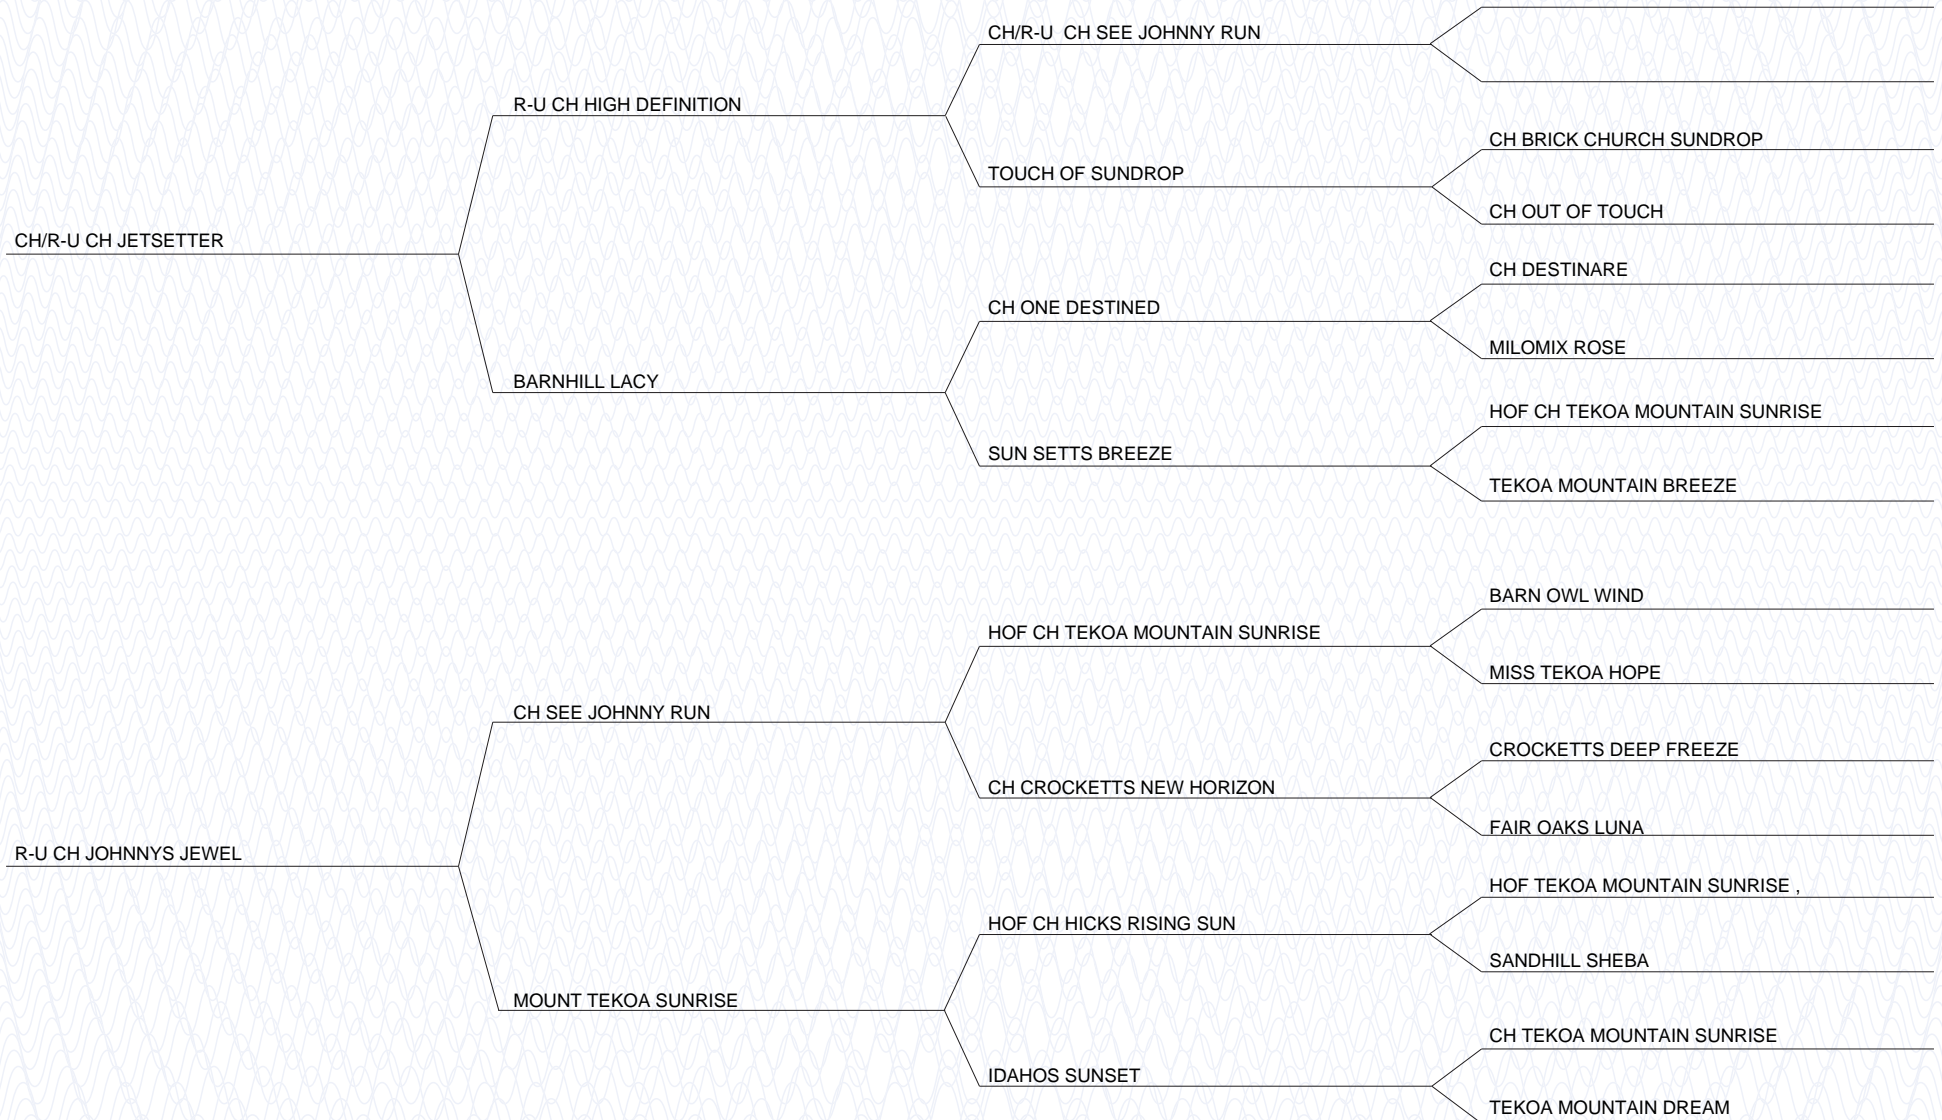 CH/R-U  CH SEE JOHNNY RUN
R-U CH HIGH DEFINITION
CH BRICK CHURCH SUNDROP
TOUCH OF SUNDROP
CH OUT OF TOUCH
CH/R-U CH JETSETTER
CH DESTINARE
CH ONE DESTINED
MILOMIX ROSE
BARNHILL LACY
HOF CH TEKOA MOUNTAIN SUNRISE
SUN SETTS BREEZE
TEKOA MOUNTAIN BREEZE
BARN OWL WIND
HOF CH TEKOA MOUNTAIN SUNRISE
MISS TEKOA HOPE
CH SEE JOHNNY RUN
CROCKETTS DEEP FREEZE
CH CROCKETTS NEW HORIZON
FAIR OAKS LUNA
R-U CH JOHNNYS JEWEL
HOF TEKOA MOUNTAIN SUNRISE ,
HOF CH HICKS RISING SUN
SANDHILL SHEBA
MOUNT TEKOA SUNRISE
CH TEKOA MOUNTAIN SUNRISE
IDAHOS SUNSET
TEKOA MOUNTAIN DREAM